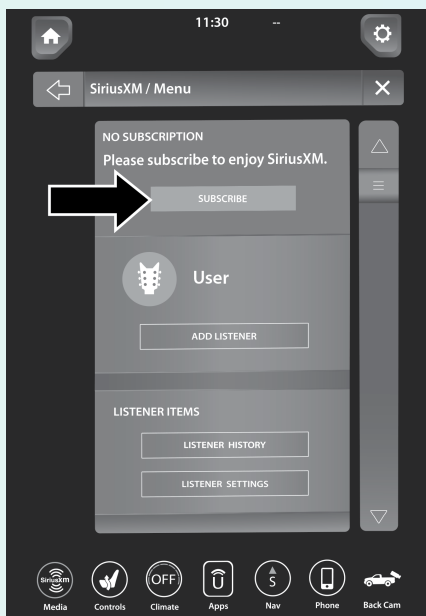 11:30 --
SiriusXM / Menu
NO SUBSCRIPTION
Please subscribe to enjoy SiriusXM.
SUBSCRIBE
User
ADD LISTENER
LISTENER ITEMS
LISTENER HISTORY
LISTENER SETTINGS
SiriusXM OFF Û S
Media Controls Climate Apps Nav Phone Back Cam